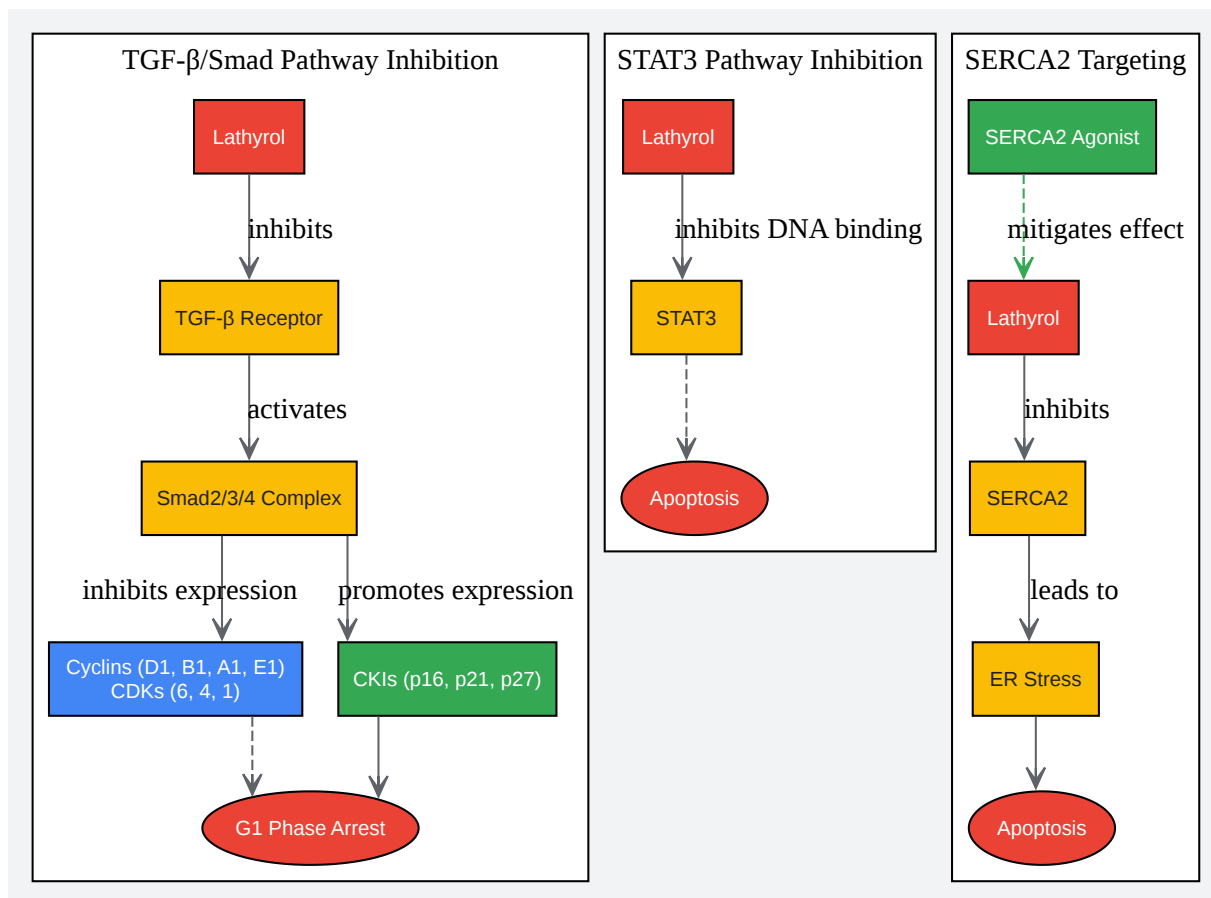 TGF-β/Smad Pathway Inhibition
Lathyrol
inhibits
TGF-β Receptor
activates
Smad2/3/4 Complex
inhibits expression
promotes expression
Cyclins (D1, B1, A1, E1)
CDKs (6, 4, 1)
CKIs (p16, p21, p27)
G1 Phase Arrest
STAT3 Pathway Inhibition
Lathyrol
inhibits DNA binding
STAT3
Apoptosis
SERCA2 Targeting
SERCA2 Agonist
mitigates effect
Lathyrol
inhibits
SERCA2
leads to
ER Stress
Apoptosis